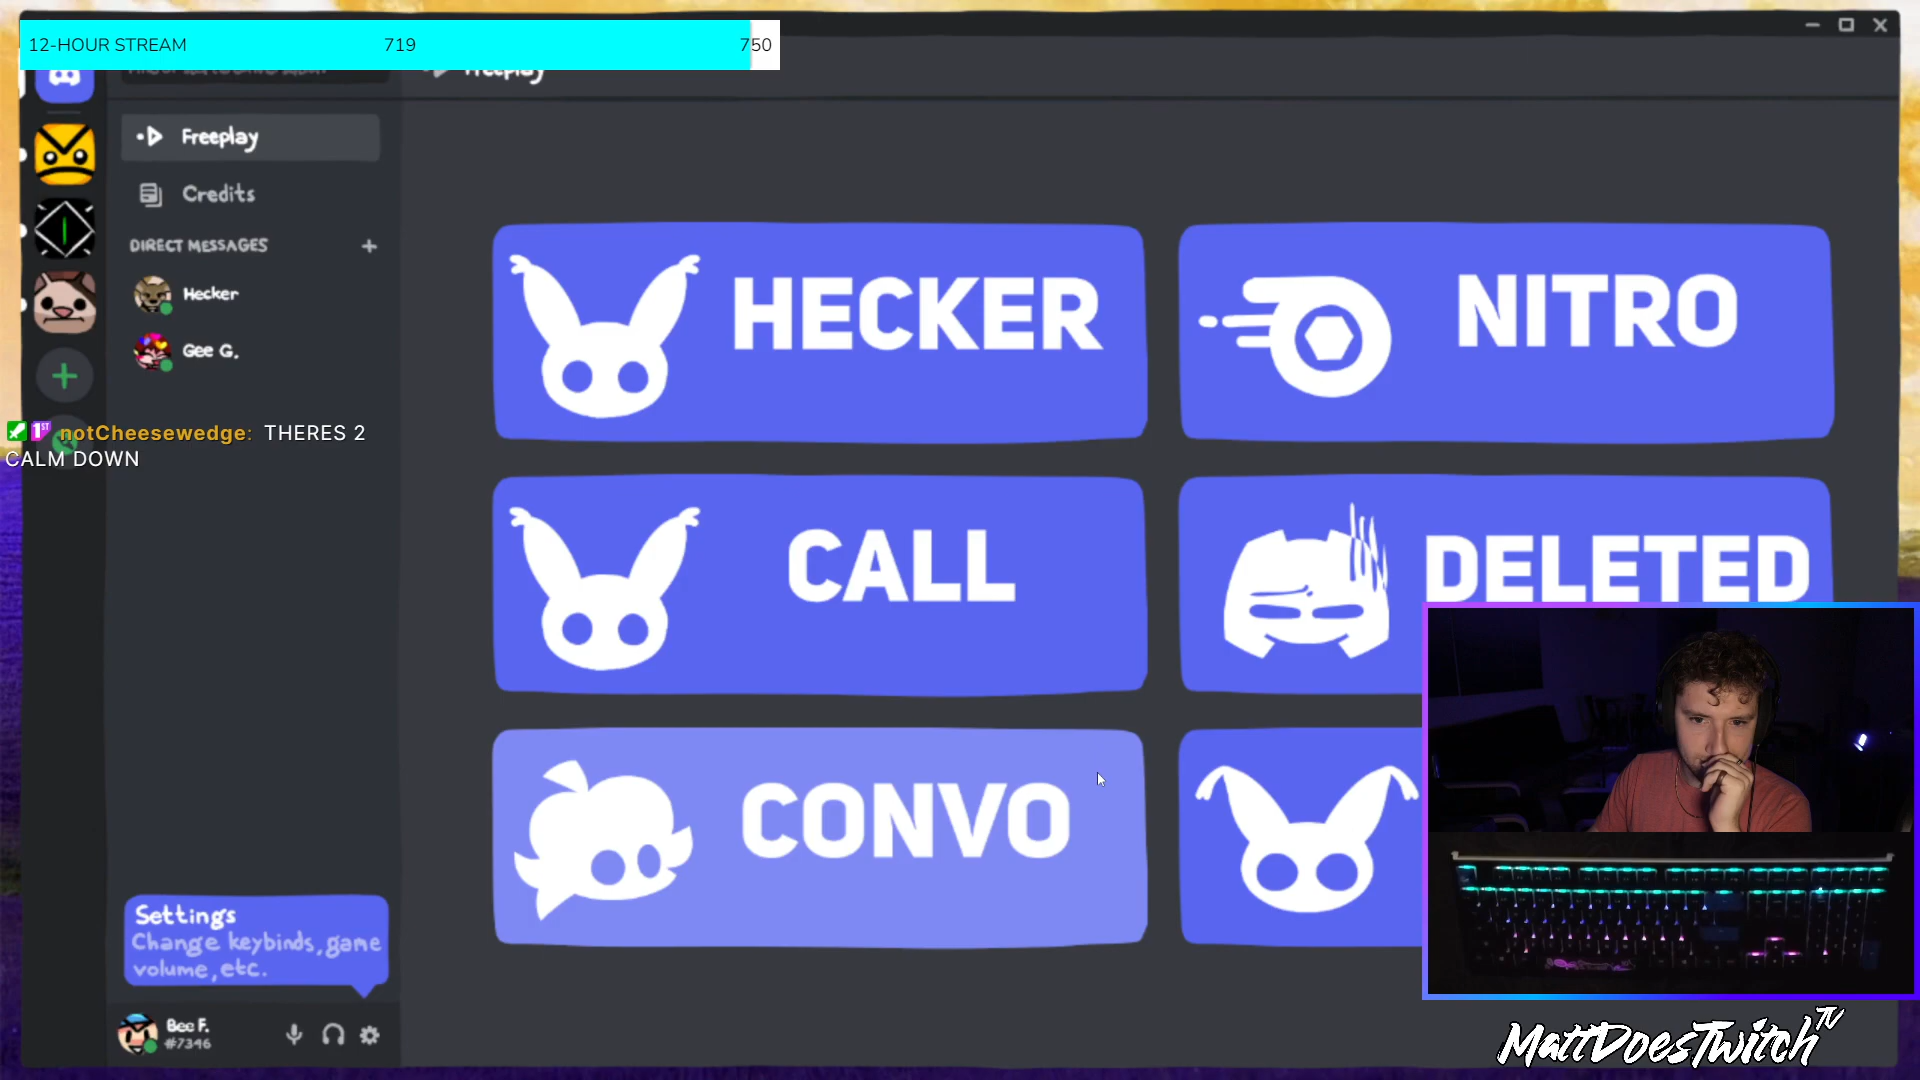 12-HOUR STREAM 719 750
Freeplay
Freeplay
Credits
DIRECT MESSAGES +
Hecker
Gee G.
notCheesewedge: THERES 2
CALM DOWN
HECKER
NITRO
CALL
DELETED
CONVO
Settings
Change keybinds, game
volume, etc.
Bee F.
#7346
MattDoesTwitch TV